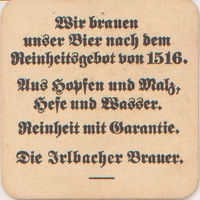 Wir brauen
unser Bier nach dem
Reinheitsgebot von 1516.
Aus Hopfen und Malz,
Hefe und Wasser.
Reinheit mit Garantie.
Die Irlbacher Brauer.